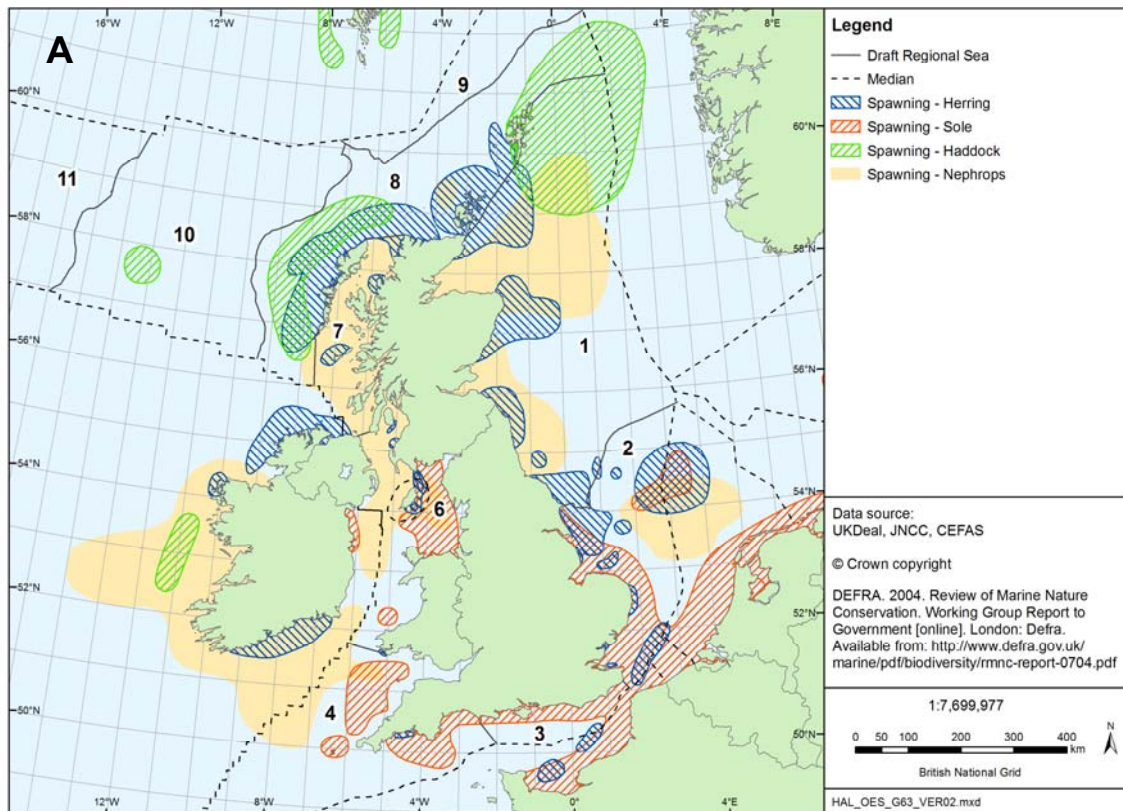 A
16°W
12°W
8°W
4°W
0°
4°E
8°E
60°N
58°N
56°N
54°N
52°N
50°N
60°N
58°N
56°N
54°N
52°N
50°N
12°W
8°W
4°W
0°
4°E
11
10
9
8
7
1
2
6
4
3
Legend
Draft Regional Sea
Median
Spawning - Herring
Spawning - Sole
Spawning - Haddock
Spawning - Nephrops
Data source:
UKDeal, JNCC, CEFAS
© Crown copyright
DEFRA. 2004. Review of Marine Nature
Conservation. Working Group Report to
Government [online]. London: Defra.
Available from: http://www.defra.gov.uk/
marine/pdf/biodiversity/rmnc-report-0704.pdf
1:7,699,977
0 50 100 200 300 400
km
N
British National Grid
HAL_OES_G63_VER02.mxd